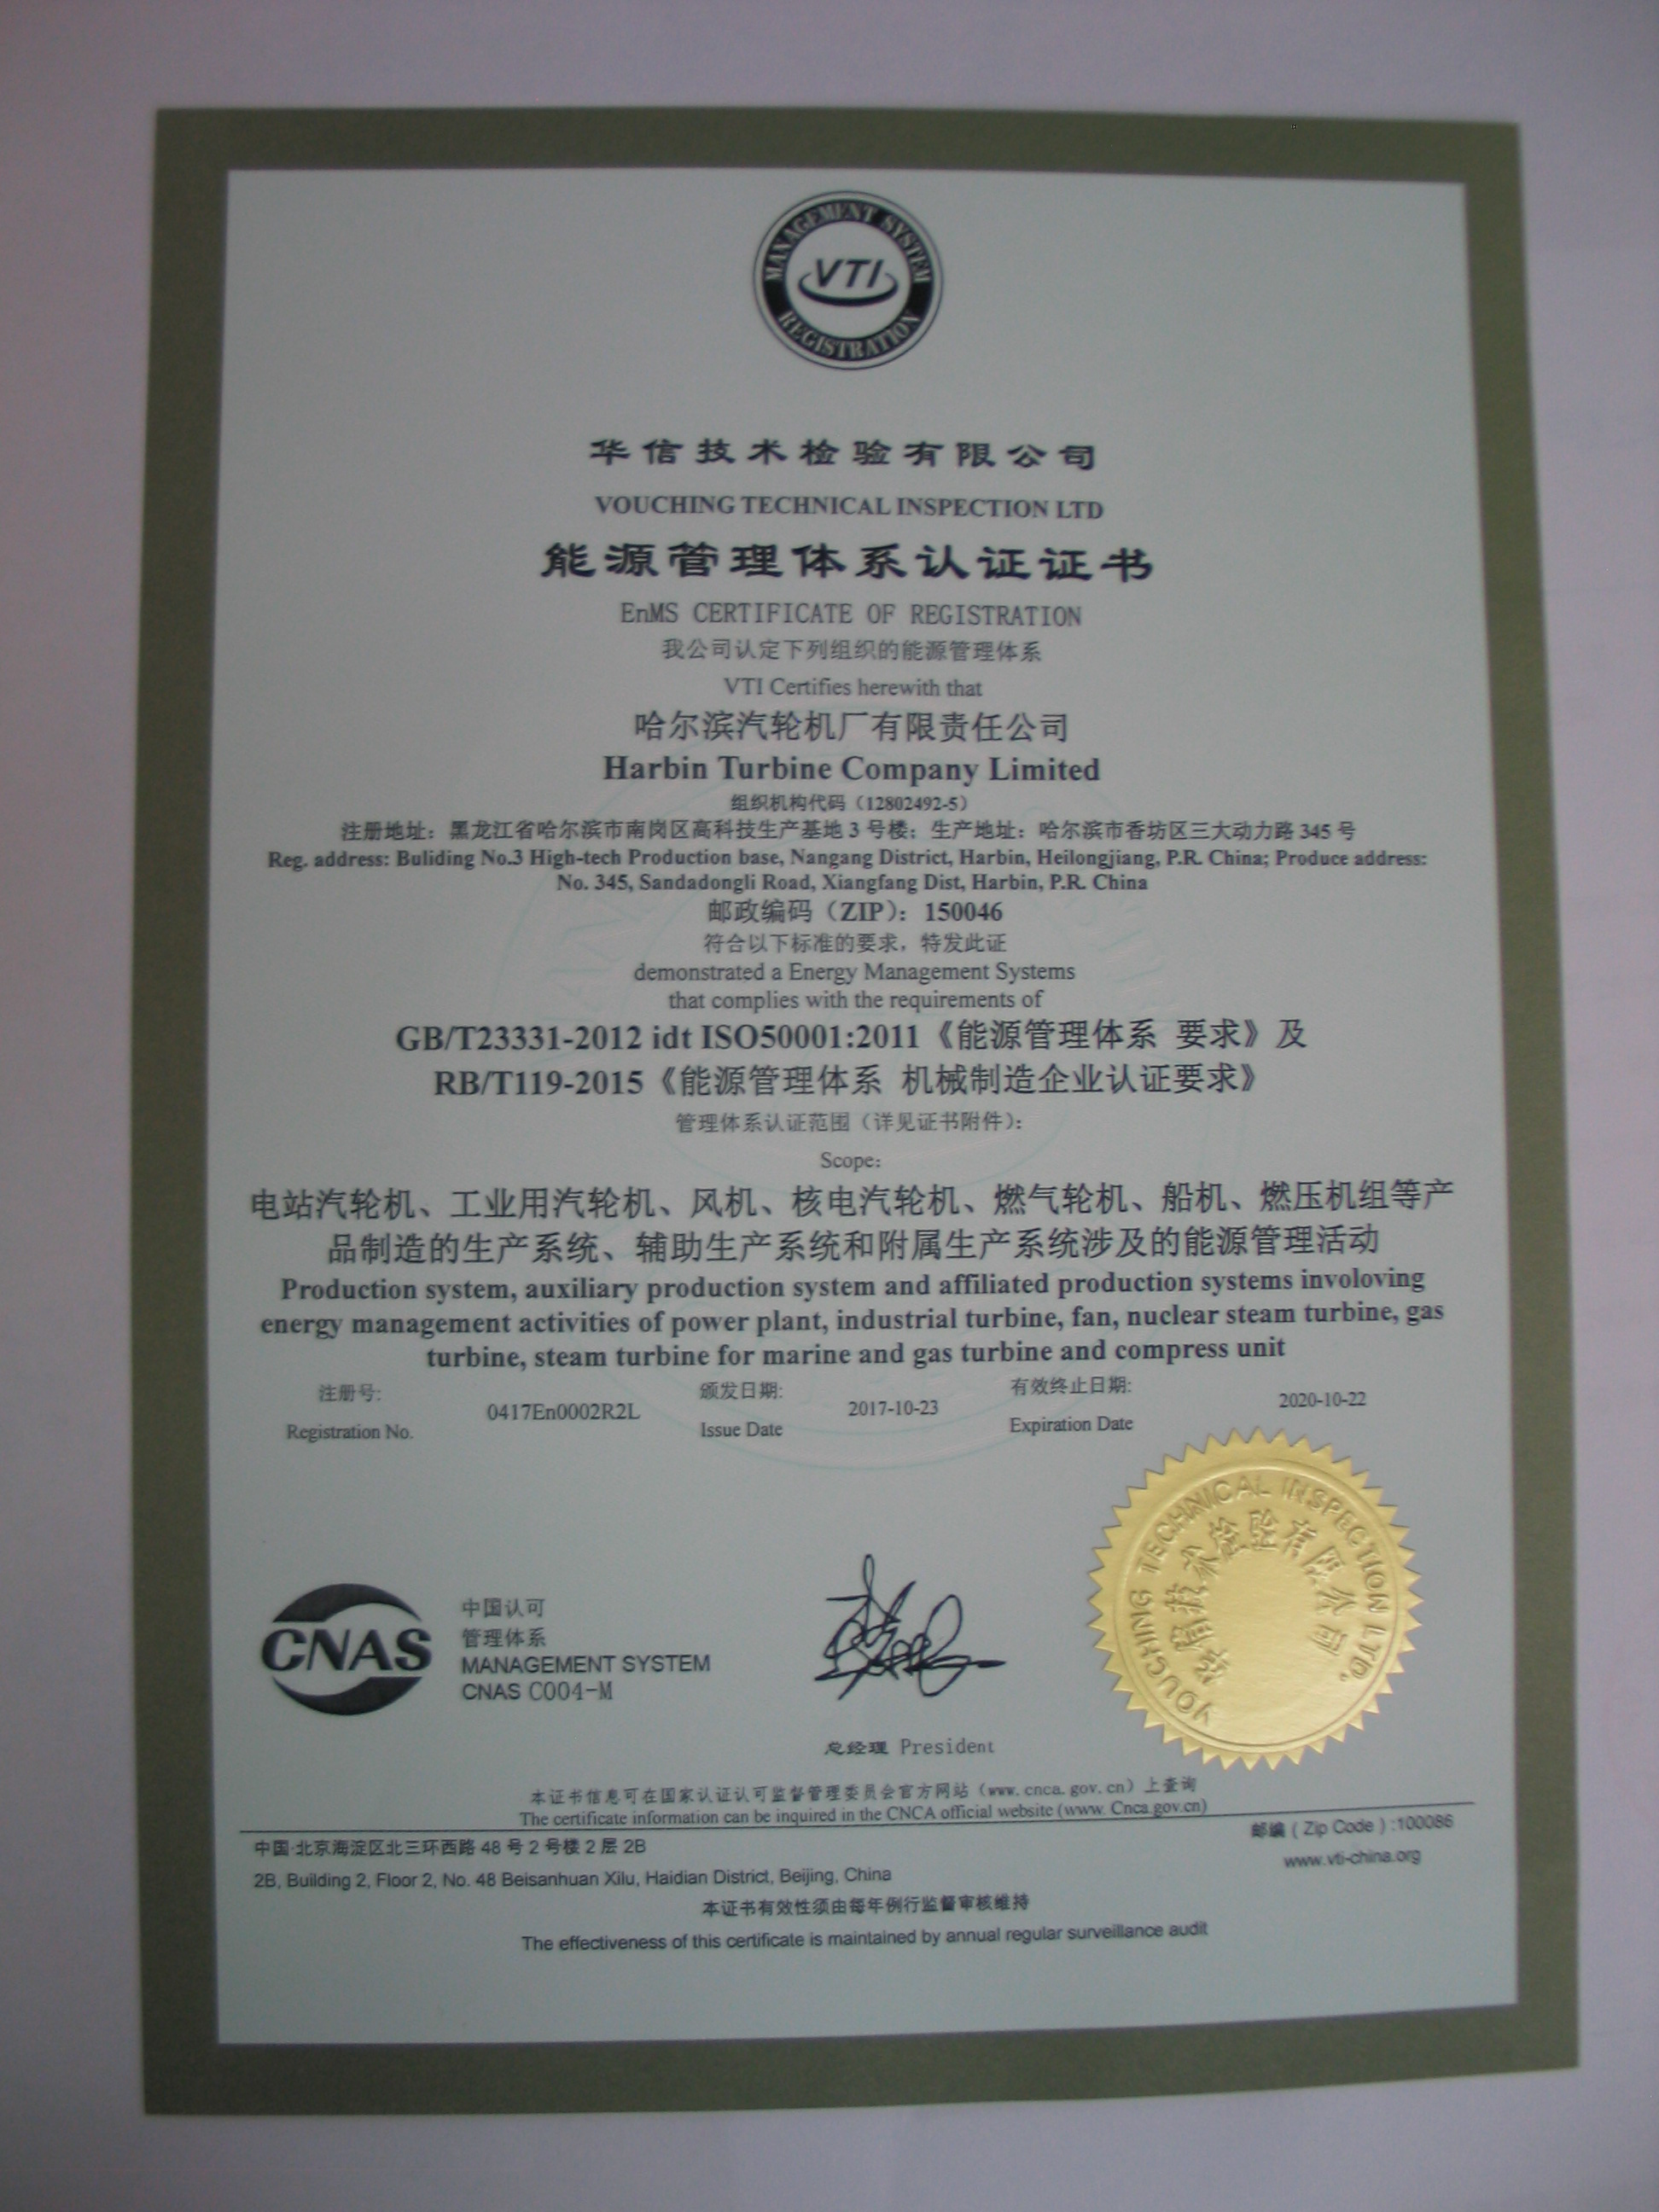 MANAGEMENT SYSTEM
VTI
REGISTRATION
华信技术检验有限公司
VOUCHING TECHNICAL INSPECTION LTD
能源管理体系认证证书
EnMS CERTIFICATE OF REGISTRATION
我公司认定下列组织的能源管理体系
VTI Certifies herewith that
哈尔滨汽轮机厂有限责任公司
Harbin Turbine Company Limited
组织机构代码（12802492-5）
注册地址：黑龙江省哈尔滨市南岗区高科技生产基地 3 号楼；生产地址：哈尔滨市香坊区三大动力路 345 号
Reg. address: Buliding No.3 High-tech Production base, Nangang District, Harbin, Heilongjiang, P.R. China; Produce address:
No. 345, Sandadongli Road, Xiangfang Dist, Harbin, P.R. China
邮政编码（ZIP）：150046
符合以下标准的要求，特发此证
demonstrated a Energy Management Systems
that complies with the requirements of
GB/T23331-2012 idt ISO50001:2011《能源管理体系 要求》及
RB/T119-2015《能源管理体系 机械制造企业认证要求》
管理体系认证范围（详见证书附件）：
Scope:
电站汽轮机、工业用汽轮机、风机、核电汽轮机、燃气轮机、船机、燃压机组等产
品制造的生产系统、辅助生产系统和附属生产系统涉及的能源管理活动
Production system, auxiliary production system and affiliated production systems involoving
energy management activities of power plant, industrial turbine, fan, nuclear steam turbine, gas
turbine, steam turbine for marine and gas turbine and compress unit
注册号: 0417En0002R2L 颁发日期: 2017-10-23 有效终止日期: 2020-10-22
Registration No. Issue Date Expiration Date
VOUCHING TECHNICAL INSPECTION LTD.
华信技术检验有限公司
CNAS
中国认可
管理体系
MANAGEMENT SYSTEM
CNAS C004-M
总经理 President
本证书信息可在国家认证认可监督管理委员会官方网站（www.cnca.gov.cn）上查询
The certificate information can be inquired in the CNCA official website (www. Cnca.gov.cn)
中国·北京海淀区北三环西路 48 号 2 号楼 2 层 2B
邮编（Zip Code）:100086
2B, Building 2, Floor 2, No. 48 Beisanhuan Xilu, Haidian District, Beijing, China
www.vti-china.org
本证书有效性须由每年例行监督审核维持
The effectiveness of this certificate is maintained by annual regular surveillance audit